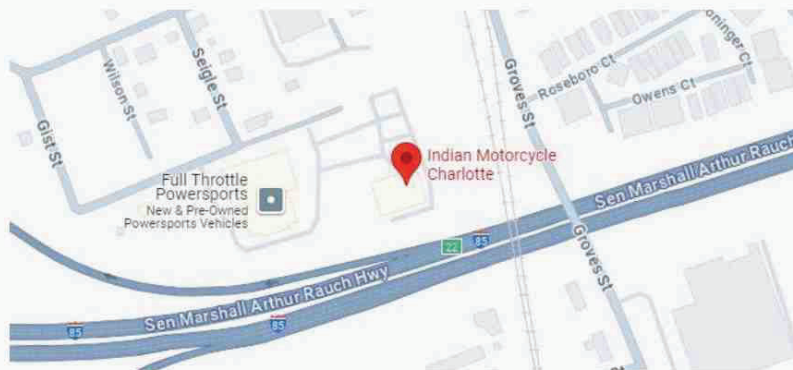 Wilson St
Seigle St
Gist St
Groves St
Roseboro Ct
Owens Ct
Indian Motorcycle
Charlotte
Full Throttle
Powersports
New & Pre-Owned
Powersports Vehicles
Sen Marshall Arthur Rauch
22
85
Sen Marshall Arthur Rauch Hwy
85
85
Groves St